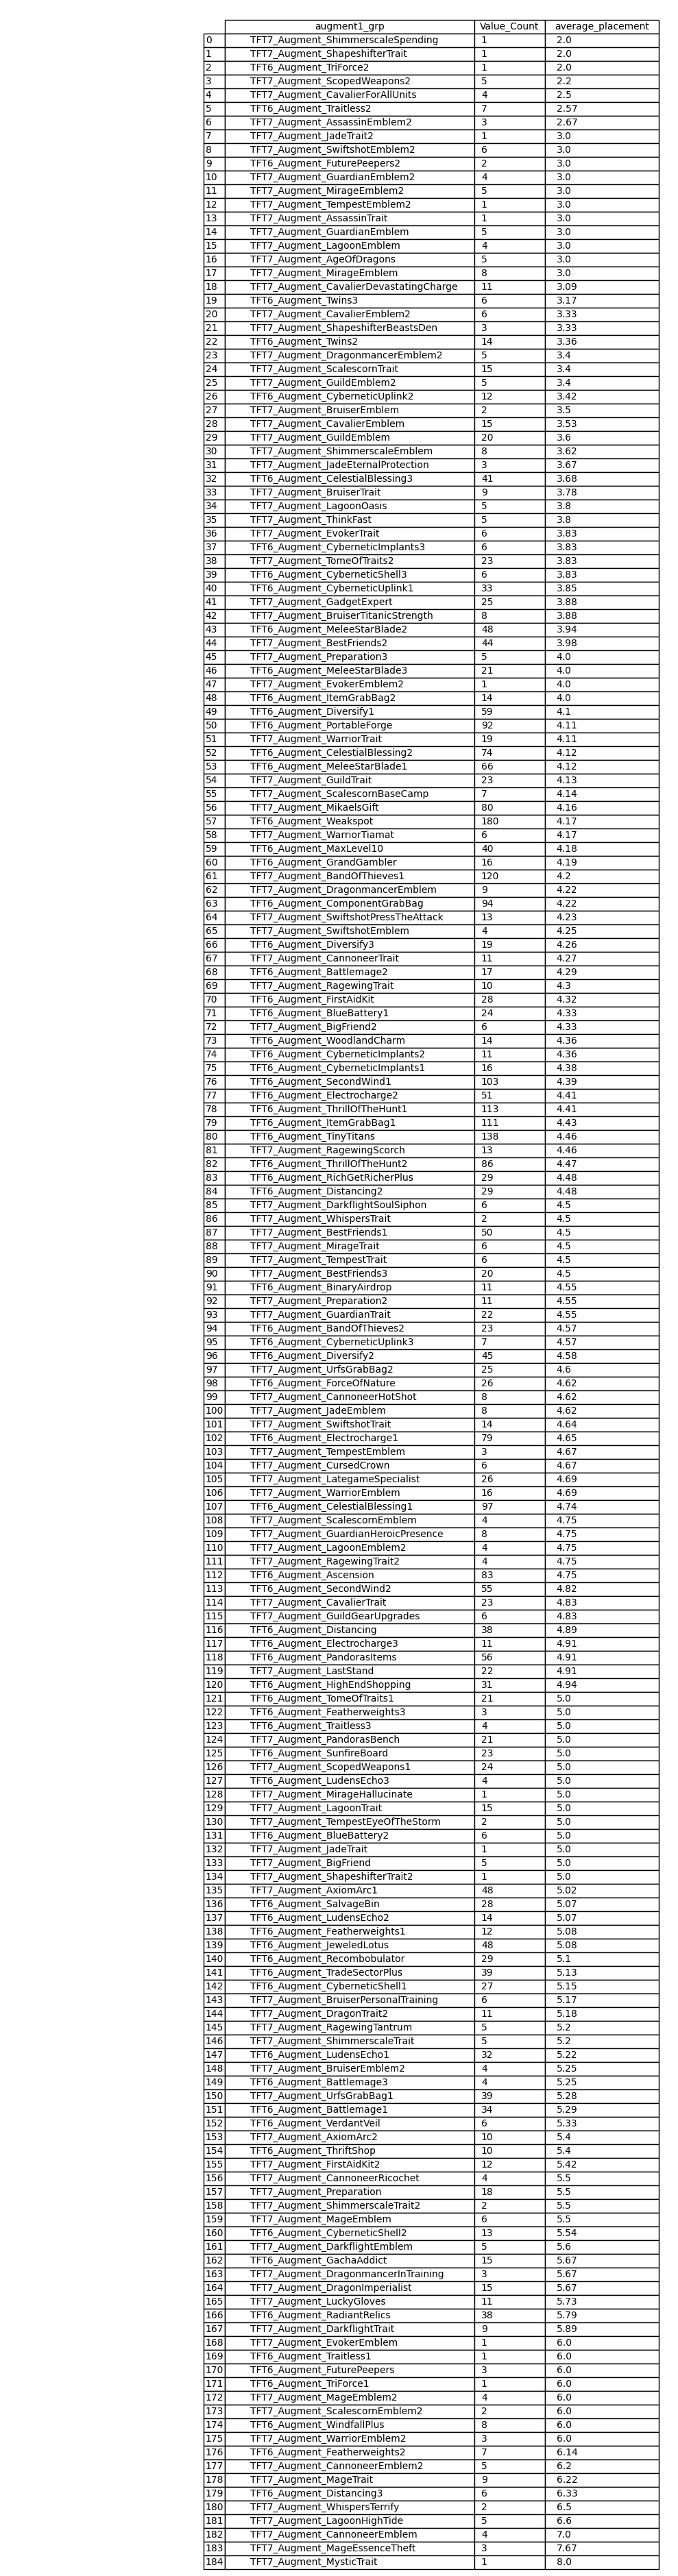 augment1_grp Value_Count average_placement
0 TFT7_Augment_ShimmerscaleSpending 1 2.0
1 TFT7_Augment_ShapeshifterTrait 1 2.0
2 TFT6_Augment_TriForce2 1 2.0
3 TFT7_Augment_ScopedWeapons2 5 2.2
4 TFT7_Augment_CavalierForAllUnits 4 2.5
5 TFT6_Augment_Traitless2 7 2.57
6 TFT7_Augment_AssassinEmblem2 3 2.67
7 TFT7_Augment_JadeTrait2 1 3.0
8 TFT7_Augment_SwiftshotEmblem2 6 3.0
9 TFT6_Augment_FuturePeepers2 2 3.0
10 TFT7_Augment_GuardianEmblem2 4 3.0
11 TFT7_Augment_MirageEmblem2 5 3.0
12 TFT7_Augment_TempestEmblem2 1 3.0
13 TFT7_Augment_AssassinTrait 1 3.0
14 TFT7_Augment_GuardianEmblem 5 3.0
15 TFT7_Augment_LagoonEmblem 4 3.0
16 TFT7_Augment_AgeOfDragons 5 3.0
17 TFT7_Augment_MirageEmblem 8 3.0
18 TFT7_Augment_CavalierDevastatingCharge 11 3.09
19 TFT6_Augment_Twins3 6 3.17
20 TFT7_Augment_CavalierEmblem2 6 3.33
21 TFT7_Augment_ShapeshifterBeastsDen 3 3.33
22 TFT6_Augment_Twins2 14 3.36
23 TFT7_Augment_DragonmancerEmblem2 5 3.4
24 TFT7_Augment_ScalescornTrait 15 3.4
25 TFT7_Augment_GuildEmblem2 5 3.4
26 TFT6_Augment_CyberneticUplink2 12 3.42
27 TFT7_Augment_BruiserEmblem 2 3.5
28 TFT7_Augment_CavalierEmblem 15 3.53
29 TFT7_Augment_GuildEmblem 20 3.6
30 TFT7_Augment_ShimmerscaleEmblem 8 3.62
31 TFT7_Augment_JadeEternalProtection 3 3.67
32 TFT6_Augment_CelestialBlessing3 41 3.68
33 TFT7_Augment_BruiserTrait 9 3.78
34 TFT7_Augment_LagoonOasis 5 3.8
35 TFT7_Augment_ThinkFast 5 3.8
36 TFT7_Augment_EvokerTrait 6 3.83
37 TFT6_Augment_CyberneticImplants3 6 3.83
38 TFT7_Augment_TomeOfTraits2 23 3.83
39 TFT6_Augment_CyberneticShell3 6 3.83
40 TFT6_Augment_CyberneticUplink1 33 3.85
41 TFT7_Augment_GadgetExpert 25 3.88
42 TFT7_Augment_BruiserTitanicStrength 8 3.88
43 TFT6_Augment_MeleeStarBlade2 48 3.94
44 TFT7_Augment_BestFriends2 44 3.98
45 TFT7_Augment_Preparation3 5 4.0
46 TFT6_Augment_MeleeStarBlade3 21 4.0
47 TFT7_Augment_EvokerEmblem2 1 4.0
48 TFT6_Augment_ItemGrabBag2 14 4.0
49 TFT6_Augment_Diversify1 59 4.1
50 TFT6_Augment_PortableForge 92 4.11
51 TFT7_Augment_WarriorTrait 19 4.11
52 TFT6_Augment_CelestialBlessing2 74 4.12
53 TFT6_Augment_MeleeStarBlade1 66 4.12
54 TFT7_Augment_GuildTrait 23 4.13
55 TFT7_Augment_ScalescornBaseCamp 7 4.14
56 TFT7_Augment_MikaelsGift 80 4.16
57 TFT6_Augment_Weakspot 180 4.17
58 TFT7_Augment_WarriorTiamat 6 4.17
59 TFT6_Augment_MaxLevel10 40 4.18
60 TFT6_Augment_GrandGambler 16 4.19
61 TFT7_Augment_BandOfThieves1 120 4.2
62 TFT7_Augment_DragonmancerEmblem 9 4.22
63 TFT6_Augment_ComponentGrabBag 94 4.22
64 TFT7_Augment_SwiftshotPressTheAttack 13 4.23
65 TFT7_Augment_SwiftshotEmblem 4 4.25
66 TFT6_Augment_Diversify3 19 4.26
67 TFT7_Augment_CannoneerTrait 11 4.27
68 TFT6_Augment_Battlemage2 17 4.29
69 TFT7_Augment_RagewingTrait 10 4.3
70 TFT6_Augment_FirstAidKit 28 4.32
71 TFT6_Augment_BlueBattery1 24 4.33
72 TFT7_Augment_BigFriend2 6 4.33
73 TFT6_Augment_WoodlandCharm 14 4.36
74 TFT6_Augment_CyberneticImplants2 11 4.36
75 TFT6_Augment_CyberneticImplants1 16 4.38
76 TFT6_Augment_SecondWind1 103 4.39
77 TFT6_Augment_Electrocharge2 51 4.41
78 TFT6_Augment_ThrillOfTheHunt1 113 4.41
79 TFT6_Augment_ItemGrabBag1 111 4.43
80 TFT6_Augment_TinyTitans 138 4.46
81 TFT7_Augment_RagewingScorch 13 4.46
82 TFT6_Augment_ThrillOfTheHunt2 86 4.47
83 TFT6_Augment_RichGetRicherPlus 29 4.48
84 TFT6_Augment_Distancing2 29 4.48
85 TFT7_Augment_DarkflightSoulSiphon 6 4.5
86 TFT7_Augment_WhispersTrait 2 4.5
87 TFT7_Augment_BestFriends1 50 4.5
88 TFT7_Augment_MirageTrait 6 4.5
89 TFT7_Augment_TempestTrait 6 4.5
90 TFT7_Augment_BestFriends3 20 4.5
91 TFT6_Augment_BinaryAirdrop 11 4.55
92 TFT7_Augment_Preparation2 11 4.55
93 TFT7_Augment_GuardianTrait 22 4.55
94 TFT6_Augment_BandOfThieves2 23 4.57
95 TFT6_Augment_CyberneticUplink3 7 4.57
96 TFT6_Augment_Diversify2 45 4.58
97 TFT7_Augment_UrfsGrabBag2 25 4.6
98 TFT6_Augment_ForceOfNature 26 4.62
99 TFT7_Augment_CannoneerHotShot 8 4.62
100 TFT7_Augment_JadeEmblem 8 4.62
101 TFT7_Augment_SwiftshotTrait 14 4.64
102 TFT6_Augment_Electrocharge1 79 4.65
103 TFT7_Augment_TempestEmblem 3 4.67
104 TFT7_Augment_CursedCrown 6 4.67
105 TFT7_Augment_LategameSpecialist 26 4.69
106 TFT7_Augment_WarriorEmblem 16 4.69
107 TFT6_Augment_CelestialBlessing1 97 4.74
108 TFT7_Augment_ScalescornEmblem 4 4.75
109 TFT7_Augment_GuardianHeroicPresence 8 4.75
110 TFT7_Augment_LagoonEmblem2 4 4.75
111 TFT7_Augment_RagewingTrait2 4 4.75
112 TFT6_Augment_Ascension 83 4.75
113 TFT6_Augment_SecondWind2 55 4.82
114 TFT7_Augment_CavalierTrait 23 4.83
115 TFT7_Augment_GuildGearUpgrades 6 4.83
116 TFT6_Augment_Distancing 38 4.89
117 TFT6_Augment_Electrocharge3 11 4.91
118 TFT6_Augment_PandorasItems 56 4.91
119 TFT7_Augment_LastStand 22 4.91
120 TFT6_Augment_HighEndShopping 31 4.94
121 TFT6_Augment_TomeOfTraits1 21 5.0
122 TFT6_Augment_Featherweights3 3 5.0
123 TFT6_Augment_Traitless3 4 5.0
124 TFT7_Augment_PandorasBench 21 5.0
125 TFT6_Augment_SunfireBoard 23 5.0
126 TFT7_Augment_ScopedWeapons1 24 5.0
127 TFT6_Augment_LudensEcho3 4 5.0
128 TFT7_Augment_MirageHallucinate 1 5.0
129 TFT7_Augment_LagoonTrait 15 5.0
130 TFT7_Augment_TempestEyeOfTheStorm 2 5.0
131 TFT6_Augment_BlueBattery2 6 5.0
132 TFT7_Augment_JadeTrait 1 5.0
133 TFT7_Augment_BigFriend 5 5.0
134 TFT7_Augment_ShapeshifterTrait2 1 5.0
135 TFT7_Augment_AxiomArc1 48 5.02
136 TFT6_Augment_SalvageBin 28 5.07
137 TFT6_Augment_LudensEcho2 14 5.07
138 TFT6_Augment_Featherweights1 12 5.08
139 TFT6_Augment_JeweledLotus 48 5.08
140 TFT6_Augment_Recombobulator 29 5.1
141 TFT6_Augment_TradeSectorPlus 39 5.13
142 TFT6_Augment_CyberneticShell1 27 5.15
143 TFT7_Augment_BruiserPersonalTraining 6 5.17
144 TFT7_Augment_DragonTrait2 11 5.18
145 TFT7_Augment_RagewingTantrum 5 5.2
146 TFT7_Augment_ShimmerscaleTrait 5 5.2
147 TFT6_Augment_LudensEcho1 32 5.22
148 TFT7_Augment_BruiserEmblem2 4 5.25
149 TFT6_Augment_Battlemage3 4 5.25
150 TFT7_Augment_UrfsGrabBag1 39 5.28
151 TFT6_Augment_Battlemage1 34 5.29
152 TFT6_Augment_VerdantVeil 6 5.33
153 TFT7_Augment_AxiomArc2 10 5.4
154 TFT6_Augment_ThriftShop 10 5.4
155 TFT7_Augment_FirstAidKit2 12 5.42
156 TFT7_Augment_CannoneerRicochet 4 5.5
157 TFT7_Augment_Preparation 18 5.5
158 TFT7_Augment_ShimmerscaleTrait2 2 5.5
159 TFT7_Augment_MageEmblem 6 5.5
160 TFT6_Augment_CyberneticShell2 13 5.54
161 TFT7_Augment_DarkflightEmblem 5 5.6
162 TFT6_Augment_GachaAddict 15 5.67
163 TFT7_Augment_DragonmancerInTraining 3 5.67
164 TFT7_Augment_DragonImperialist 15 5.67
165 TFT7_Augment_LuckyGloves 11 5.73
166 TFT6_Augment_RadiantRelics 38 5.79
167 TFT7_Augment_DarkflightTrait 9 5.89
168 TFT7_Augment_EvokerEmblem 1 6.0
169 TFT6_Augment_Traitless1 1 6.0
170 TFT6_Augment_FuturePeepers 3 6.0
171 TFT6_Augment_TriForce1 1 6.0
172 TFT7_Augment_MageEmblem2 4 6.0
173 TFT7_Augment_ScalescornEmblem2 2 6.0
174 TFT6_Augment_WindfallPlus 8 6.0
175 TFT7_Augment_WarriorEmblem2 3 6.0
176 TFT6_Augment_Featherweights2 7 6.14
177 TFT7_Augment_CannoneerEmblem2 5 6.2
178 TFT7_Augment_MageTrait 9 6.22
179 TFT6_Augment_Distancing3 6 6.33
180 TFT7_Augment_WhispersTerrify 2 6.5
181 TFT7_Augment_LagoonHighTide 5 6.6
182 TFT7_Augment_CannoneerEmblem 4 7.0
183 TFT7_Augment_MageEssenceTheft 3 7.67
184 TFT7_Augment_MysticTrait 1 8.0